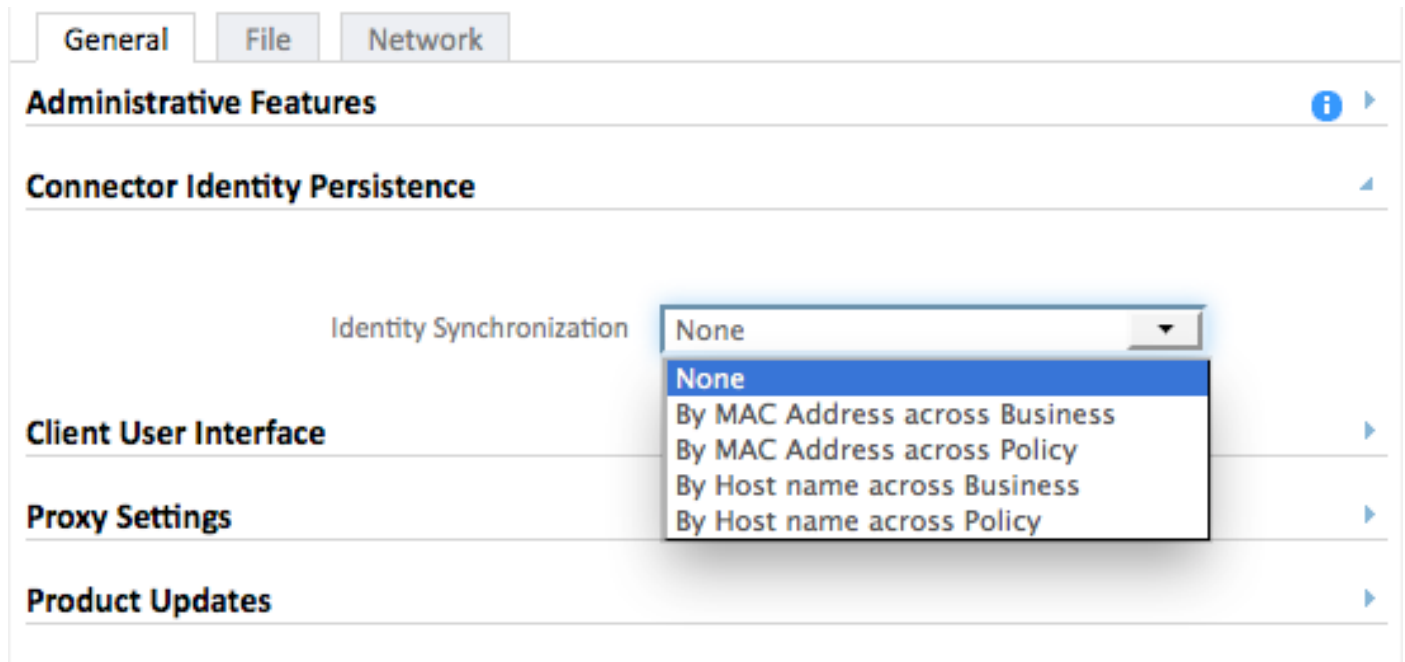 General File Network
Administrative Features
Connector Identity Persistence
Identity Synchronization None
None
By MAC Address across Business
By MAC Address across Policy
By Host name across Business
By Host name across Policy
Client User Interface
Proxy Settings
Product Updates